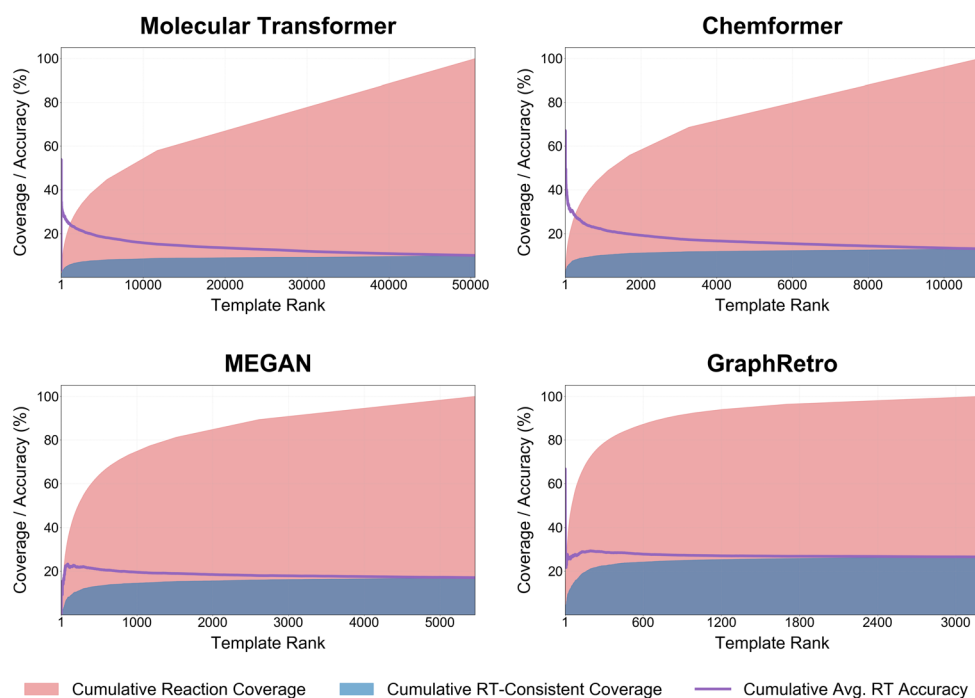 Molecular Transformer
Coverage / Accuracy (%)
100
80
60
40
20
1 10000 20000 30000 40000 50000
Template Rank
Chemformer
Coverage / Accuracy (%)
100
80
60
40
20
1 2000 4000 6000 8000 10000
Template Rank
MEGAN
Coverage / Accuracy (%)
100
80
60
40
20
1 1000 2000 3000 4000 5000
Template Rank
GraphRetro
Coverage / Accuracy (%)
100
80
60
40
20
1 600 1200 1800 2400 3000
Template Rank
Cumulative Reaction Coverage Cumulative RT-Consistent Coverage Cumulative Avg. RT Accuracy